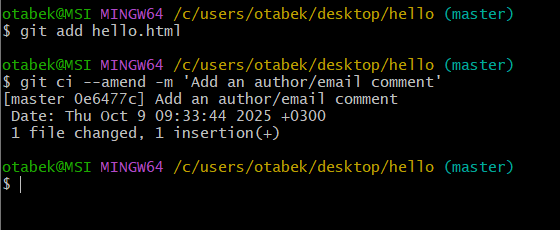 otabek@MSI MINGW64 /c/users/otabek/desktop/hello (master)
$ git add hello.html
otabek@MSI MINGW64 /c/users/otabek/desktop/hello (master)
$ git ci --amend -m 'Add an author/email comment'
[master 0e6477c] Add an author/email comment
 Date: Thu Oct 9 09:33:44 2025 +0300
 1 file changed, 1 insertion(+)
otabek@MSI MINGW64 /c/users/otabek/desktop/hello (master)
$